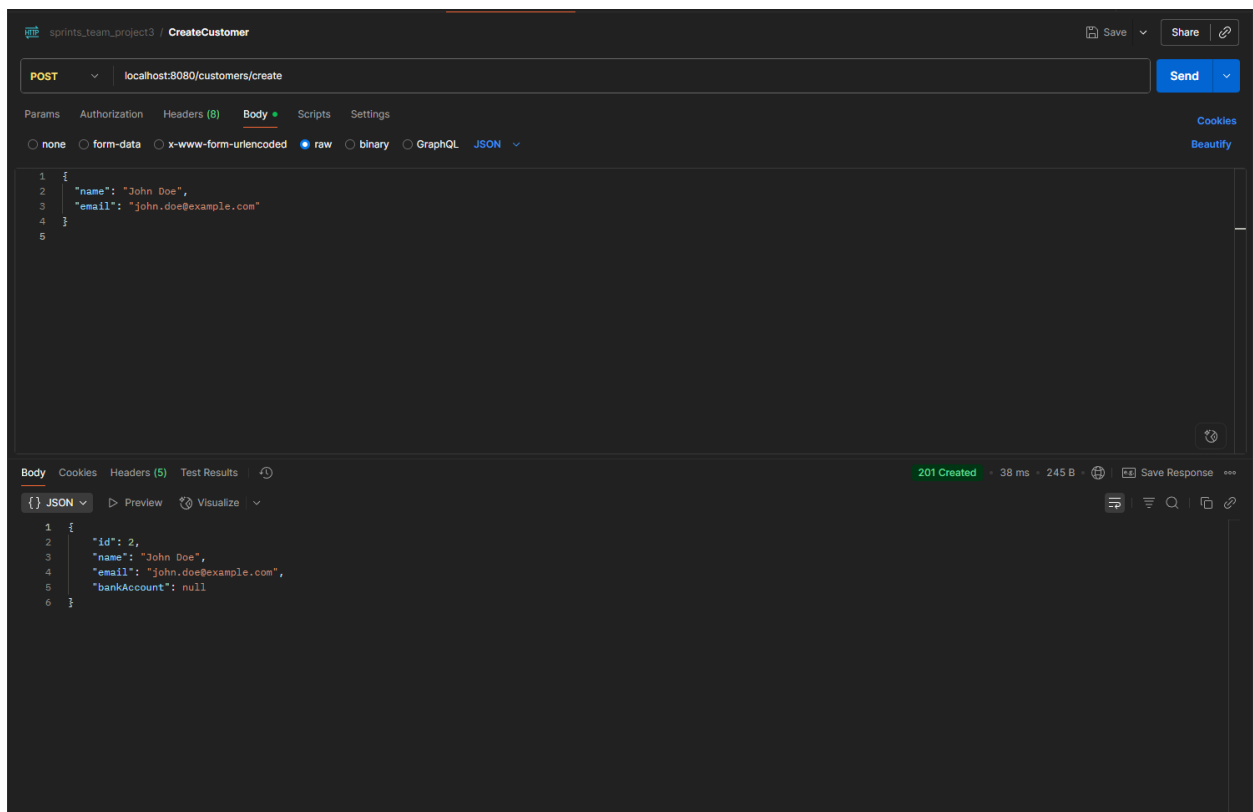 HTTP sprints_team_project3 / CreateCustomer Save Share
POST localhost:8080/customers/create Send
Params Authorization Headers (8) Body Scripts Settings Cookies
none form-data x-www-form-urlencoded raw binary GraphQL JSON Beautify
1 {
2 "name": "John Doe",
3 "email": "john.doe@example.com"
4 }
5
Body Cookies Headers (5) Test Results 201 Created 38 ms 245 B e.g. Save Response
{} JSON Preview Visualize
1 {
2 "id": 2,
3 "name": "John Doe",
4 "email": "john.doe@example.com",
5 "bankAccount": null
6 }